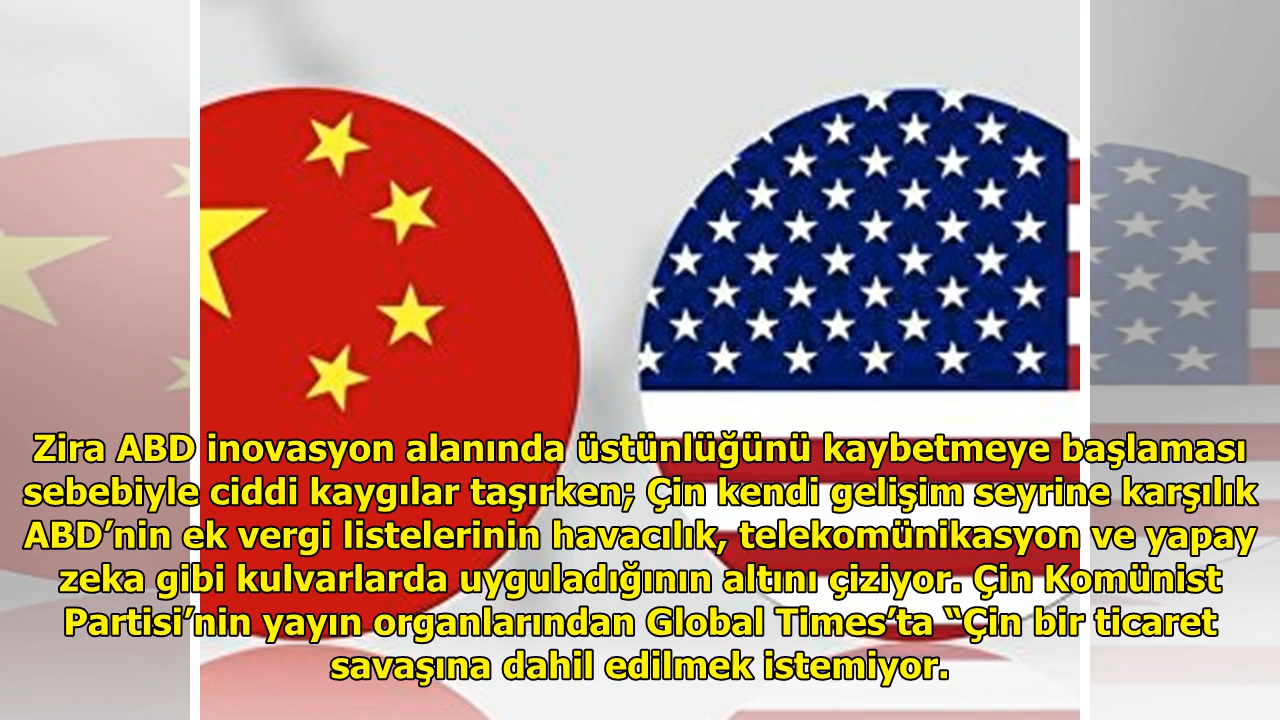 Zira ABD inovasyon alanında üstünlüğünü kaybetmeye başlaması
sebebiyle ciddi kaygılar taşırken; Çin kendi gelişim seyrine karşılık
ABD’nin ek vergi listelerinin havacılık, telekomünikasyon ve yapay
zeka gibi kulvarlarda uyguladığının altını çiziyor. Çin Komünist
Partisi’nin yayın organlarından Global Times’ta “Çin bir ticaret
savaşına dahil edilmek istemiyor.